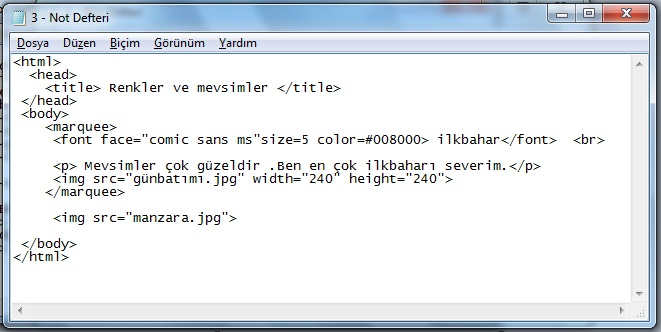 3 - Not Defteri
Dosya Düzen Biçim Görünüm Yardım
<html>
<head>
<title> Renkler ve mevsimler </title>
</head>
<body>
<marquee>
<font face="comic sans ms"size=5 color=#008000> ilkbahar</font> <br>
<p> Mevsimler çok güzeldir .Ben en çok ilkbaharı severim.</p>
<img src="günbatımı.jpg" width="240" height="240">
</marquee>
<img src="manzara.jpg">
</body>
</html>